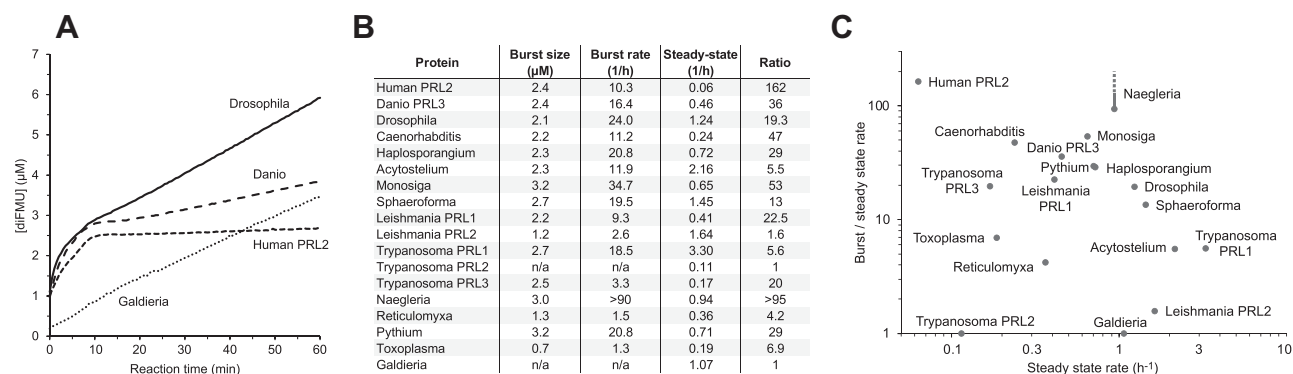 A
[diFMU] (µM)
7
6
5
4
3
2
1
0
Drosophila
Danio
Human PRL2
Galdieria
0 10 20 30 40 50 60
Reaction time (min)
B
Protein Burst size (µM) Burst rate (1/h) Steady-state (1/h) Ratio
Human PRL2 2.4 10.3 0.06 162
Danio PRL3 2.4 16.4 0.46 36
Drosophila 2.1 24.0 1.24 19.3
Caenorhabditis 2.2 11.2 0.24 47
Haplosporangium 2.3 20.8 0.72 29
Acytostelium 2.3 11.9 2.16 5.5
Monosiga 3.2 34.7 0.65 53
Sphaeroforma 2.7 19.5 1.45 13
Leishmania PRL1 2.2 9.3 0.41 22.5
Leishmania PRL2 1.2 2.6 1.64 1.6
Trypanosoma PRL1 2.7 18.5 3.30 5.6
Trypanosoma PRL2 n/a n/a 0.11 1
Trypanosoma PRL3 2.5 3.3 0.17 20
Naegleria 3.0 >90 0.94 >95
Reticulomyxa 1.3 1.5 0.36 4.2
Pythium 3.2 20.8 0.71 29
Toxoplasma 0.7 1.3 0.19 6.9
Galdieria n/a n/a 1.07 1
C
Burst / steady state rate
100
10
1
Human PRL2
Naegleria
Caenorhabditis
Monosiga
Danio PRL3
Pythium
Haplosporangium
Trypanosoma
PRL3
Leishmania
PRL1
Drosophila
Sphaeroforma
Toxoplasma
Reticulomyxa
Acytostelium
Trypanosoma
PRL1
Trypanosoma PRL2
Galdieria
Leishmania PRL2
0.1 0.3 1 3 10
Steady state rate (h-1)